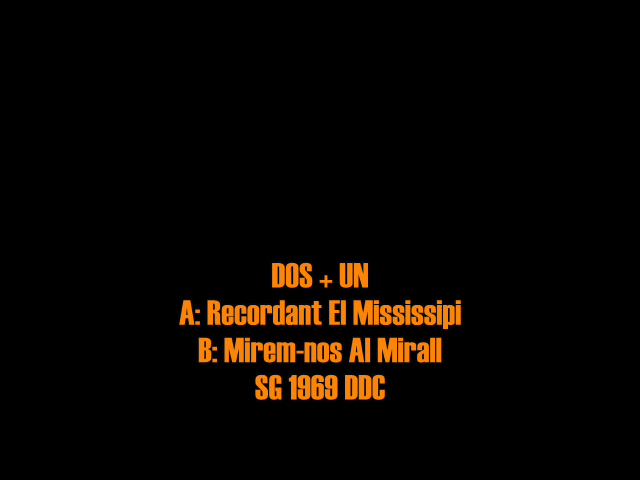 DOS + UN
A: Recordant El Mississipi
B: Mirem-nos Al Mirall
SG 1969 DDC